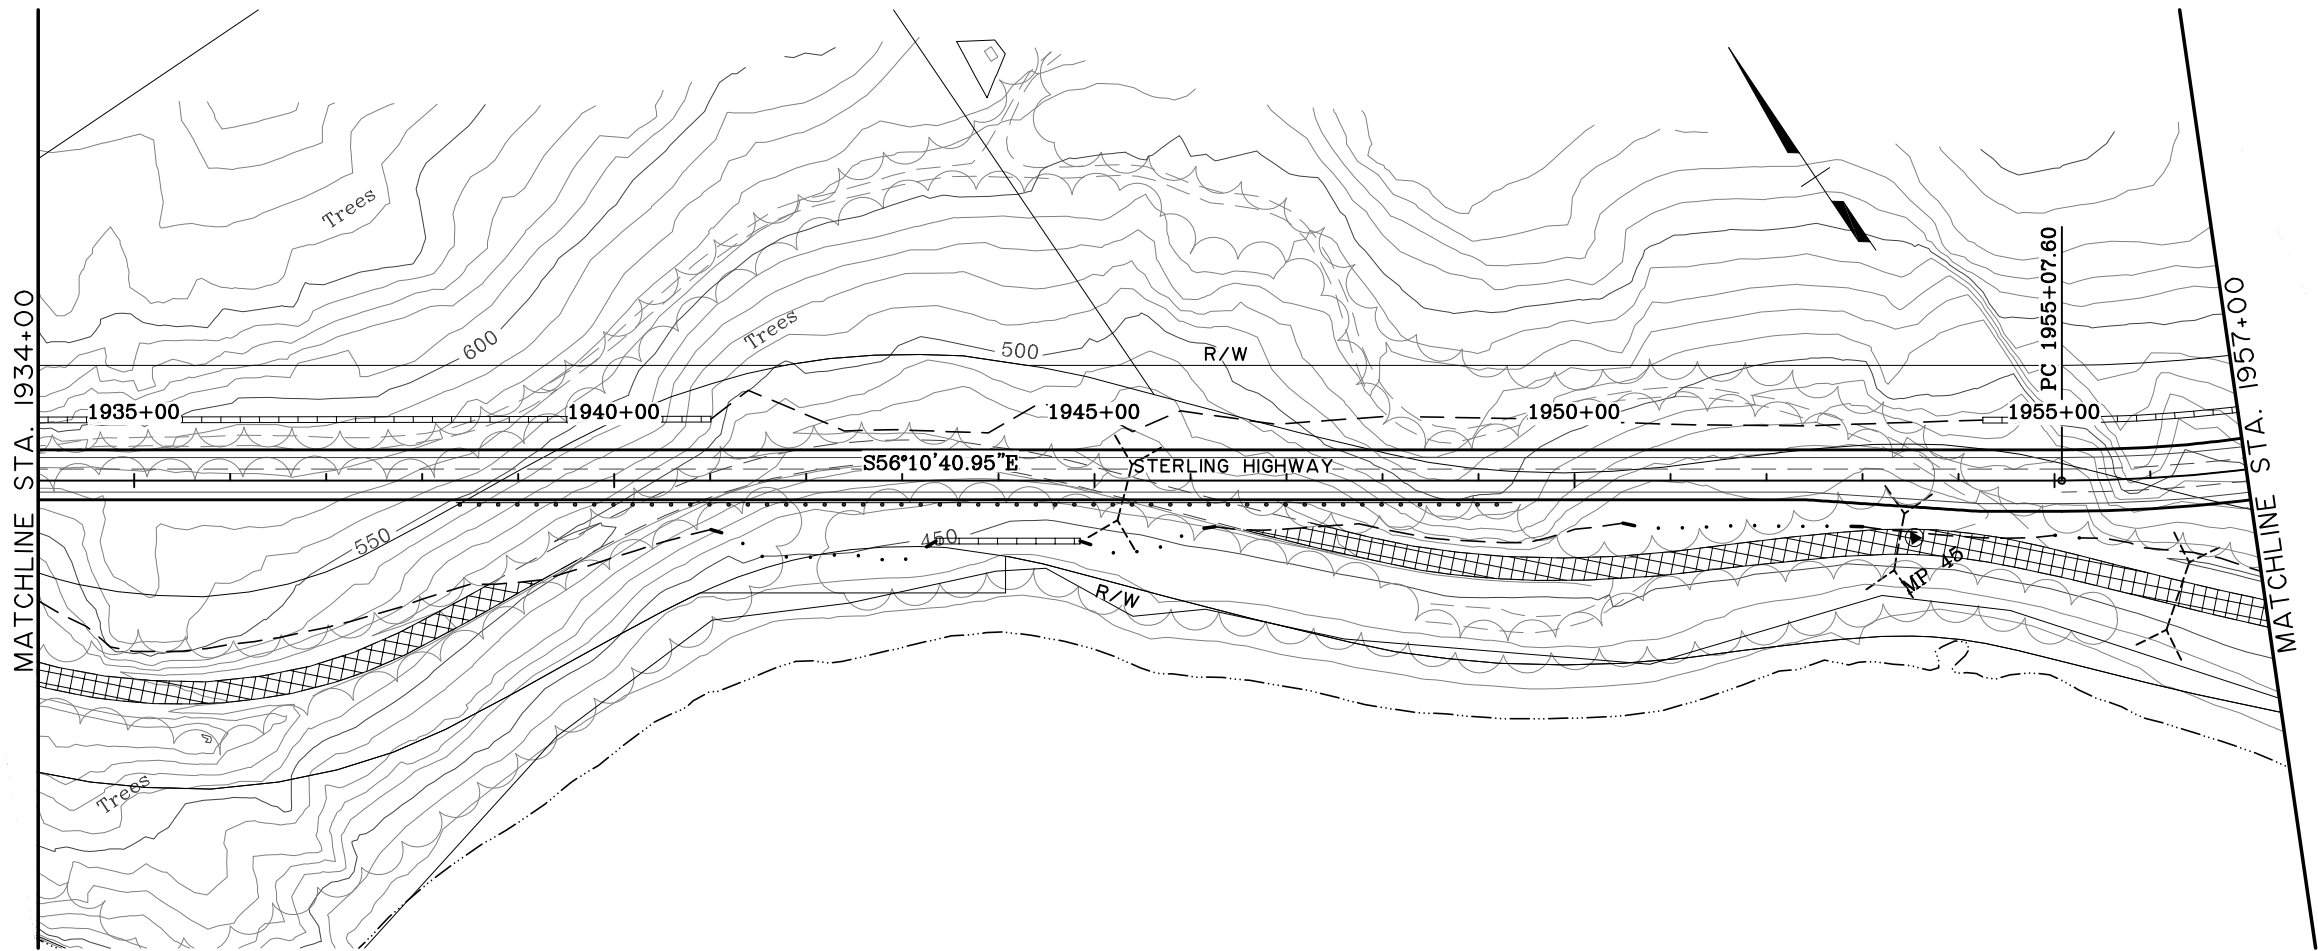 MATCHLINE STA. 1934+00
Trees
600
Trees
500
R/W
PC 1955+07.60
MATCHLINE STA. 1957+00
1935+00
1940+00
1945+00
1950+00
1955+00
S56°10'40.95"E
STERLING HIGHWAY
550
450
MP 45
R/W
Trees